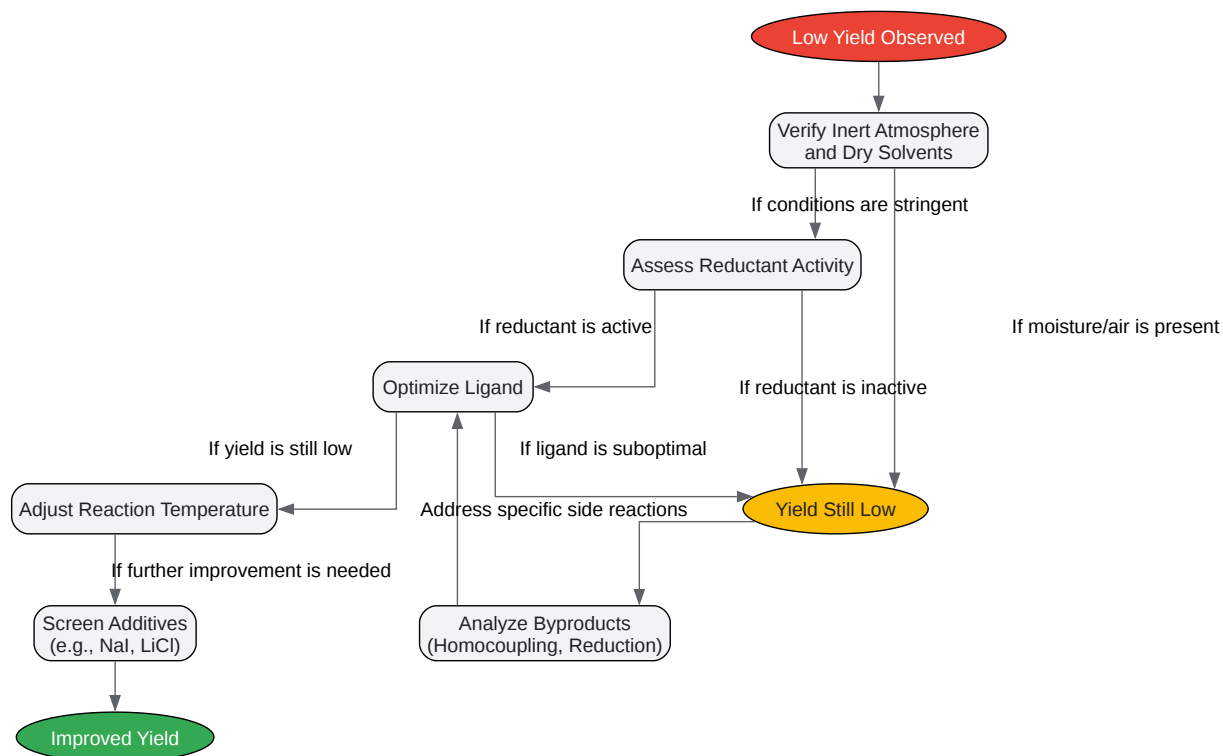 Low Yield Observed
Verify Inert Atmosphere
and Dry Solvents
If conditions are stringent
Assess Reductant Activity
If reductant is active
If moisture/air is present
Optimize Ligand
If reductant is inactive
If yield is still low
If ligand is suboptimal
Adjust Reaction Temperature
Address specific side reactions
Yield Still Low
If further improvement is needed
Screen Additives
(e.g., NaI, LiCl)
Analyze Byproducts
(Homocoupling, Reduction)
Improved Yield